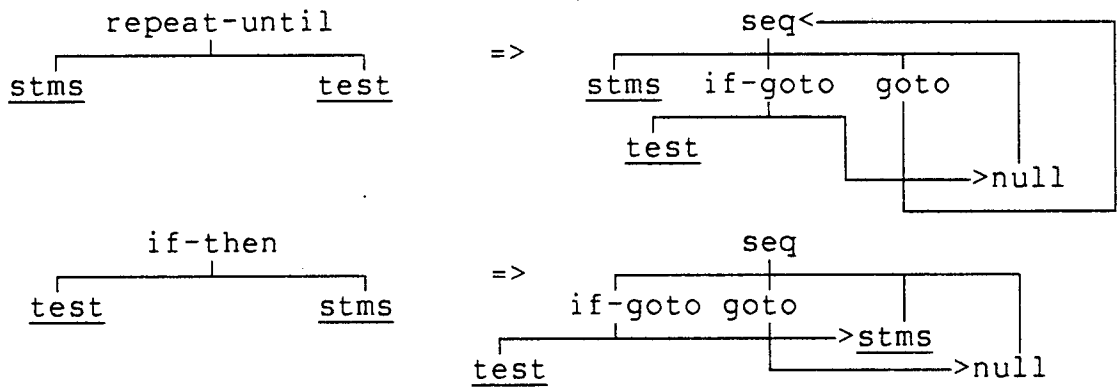 repeat-until
seq<
=>
stms test
stms if-goto goto
test
>null
if-then
seq
=>
test stms
if-goto goto
>stms
test
>null